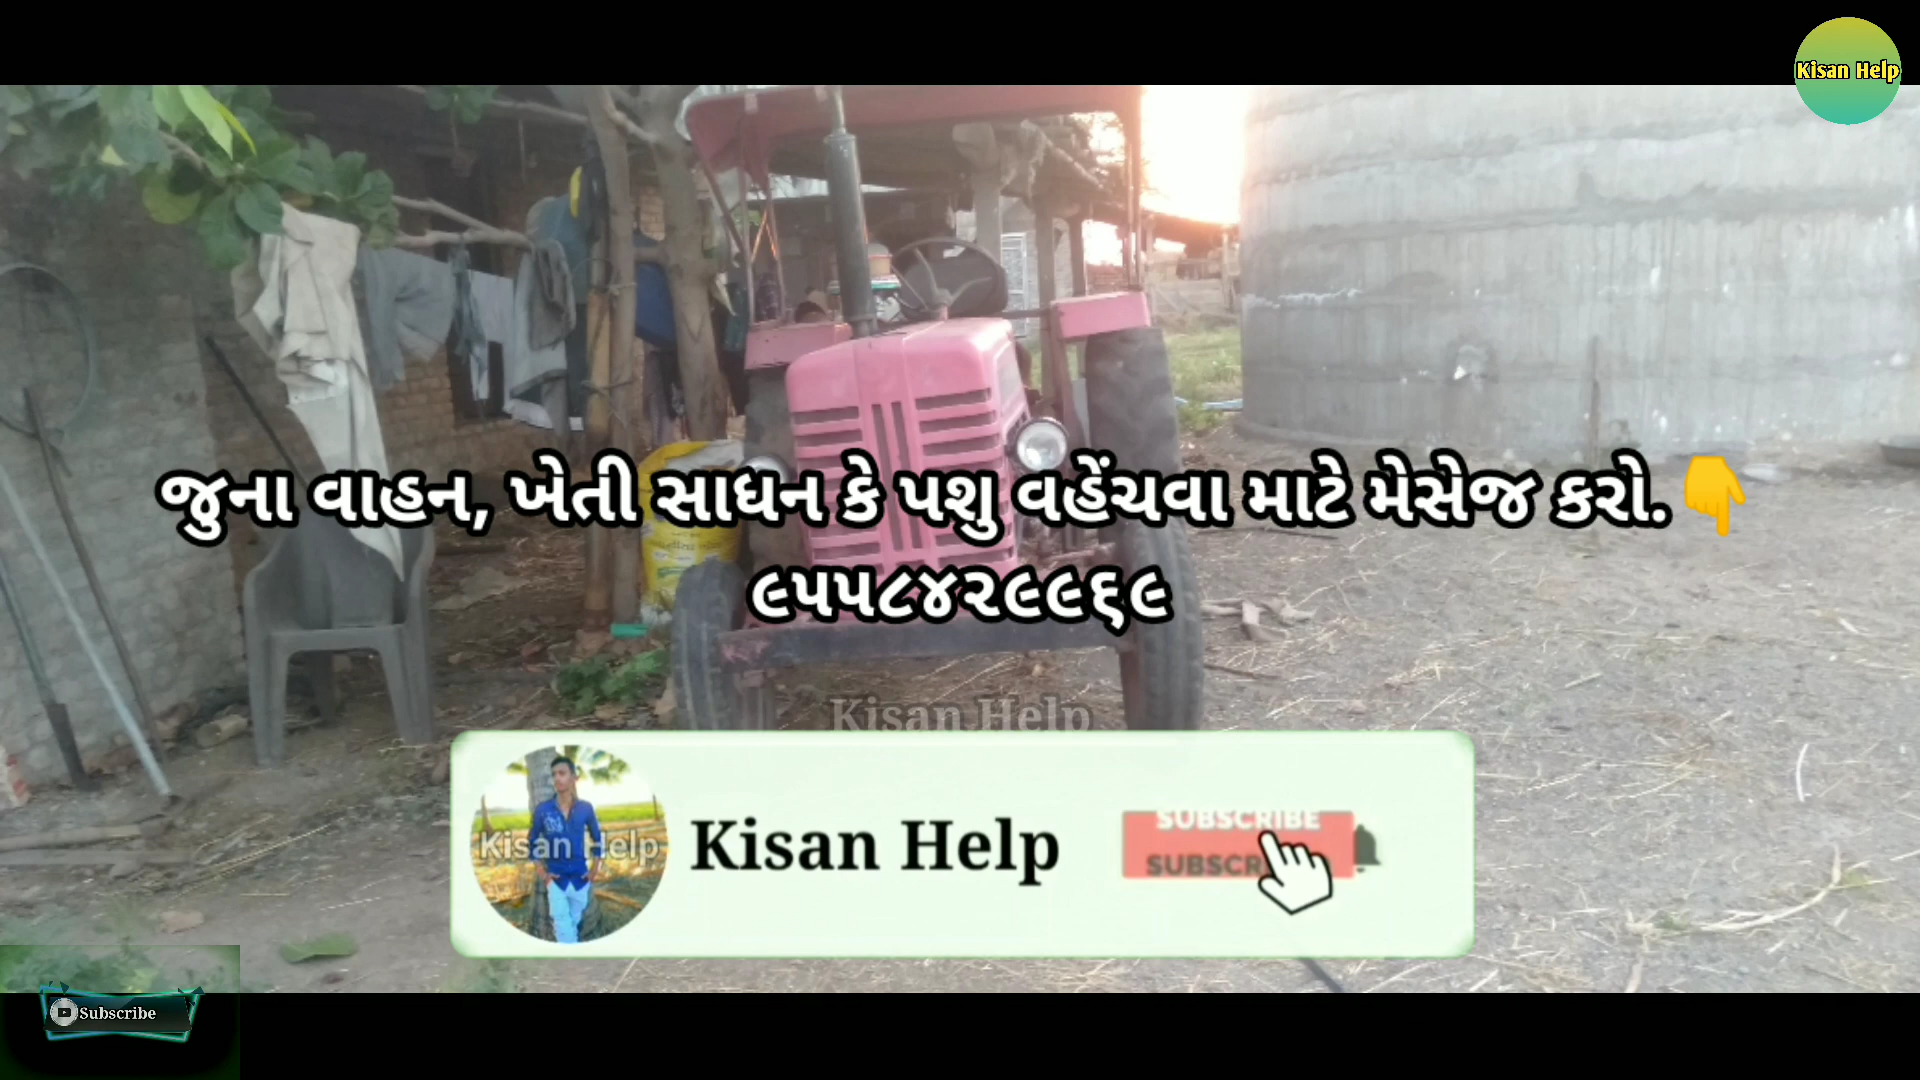 Kisan Help
જુના વાહન, ખેતી સાધન કે પશુ વહેંચવા માટે મેસેજ કરો.👇
૯૫૫૮૪૨૯૯૬૯
Kisan Help
Kisan Help
Kisan Help
SUBSCRIBE
Subscribe